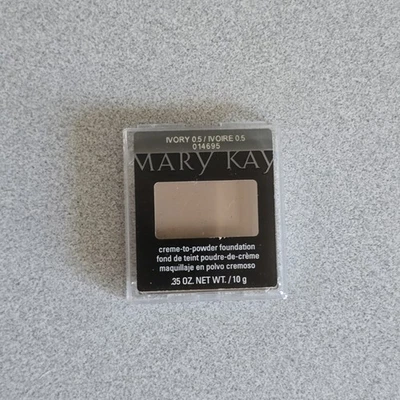 IVORY 0.5 / IVOIRE 0.5
014695
MARY KAY
creme-to-powder foundation
fond de teint poudre-de-crème
maquillaje en polvo cremoso
.35 OZ. NET WT. / 10 g